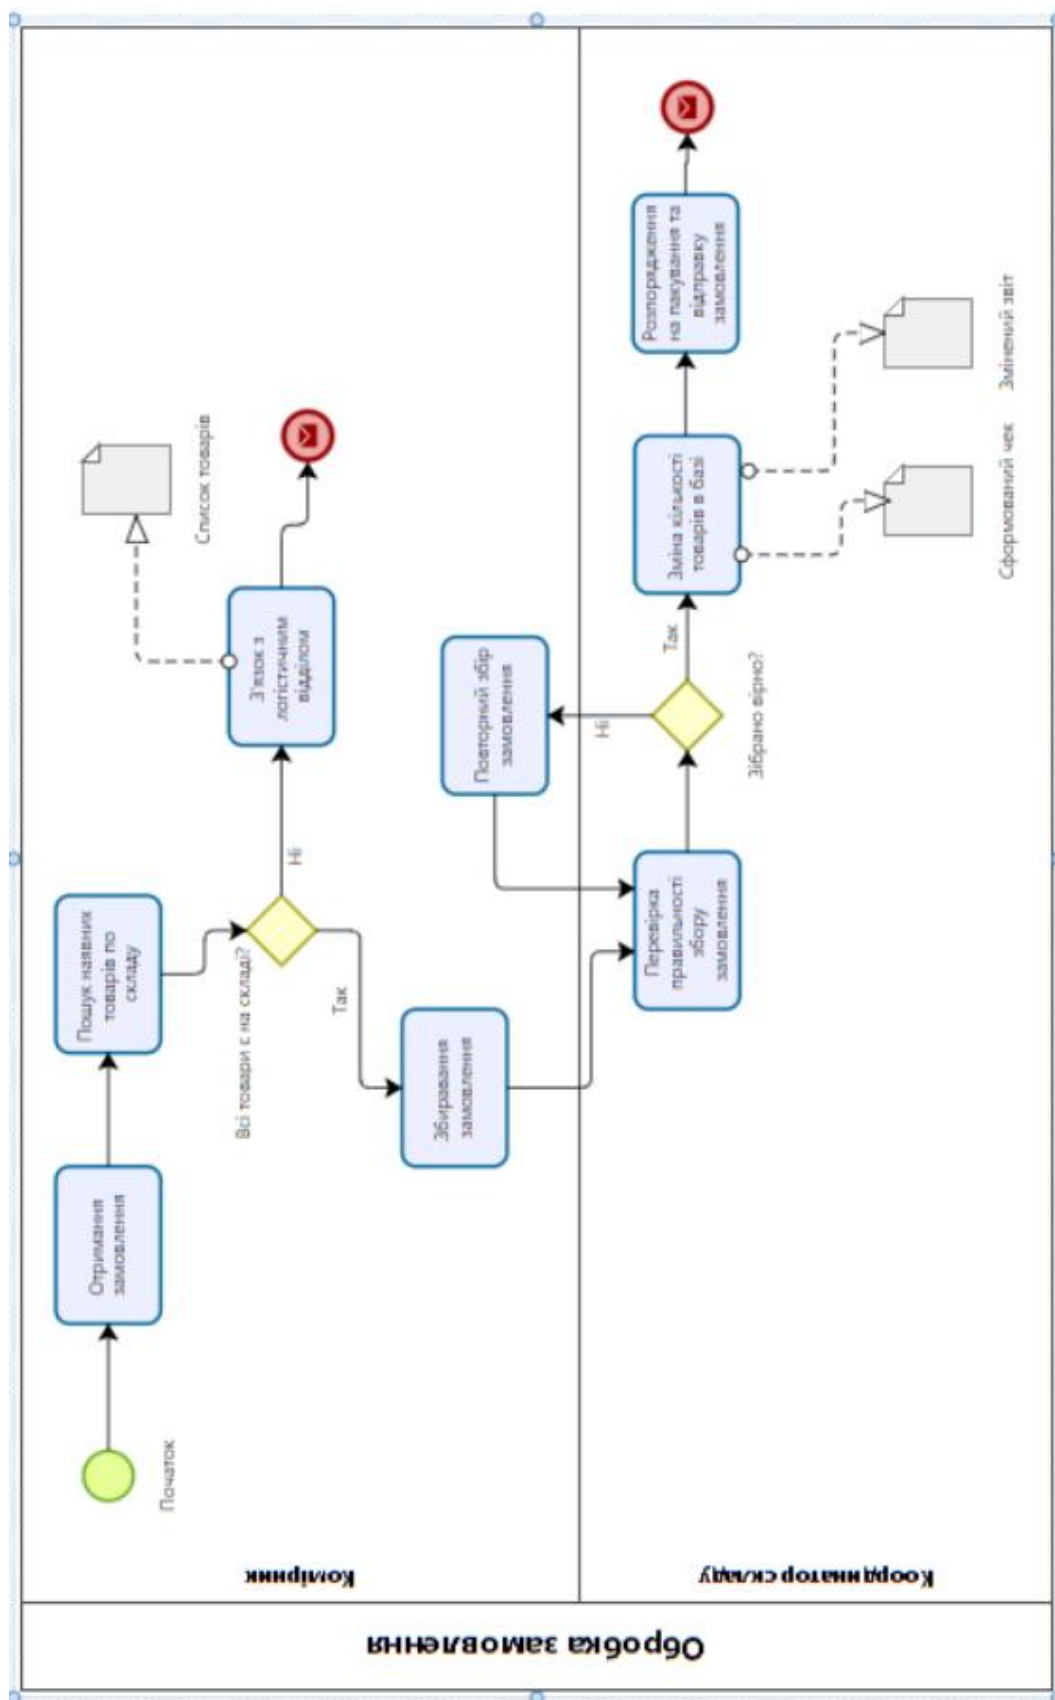 Обробка замовлення
Комірник
Координатор складу
Початок
Отримання
замовлення
Пошук наявних
товарів по
складу
Всі товари є на складі?
Ні
Так
З'язок з
логістичним
відділом
Список товарів
Збиравання
замовлення
Повторний збір
замовлення
Перевірка
правильності
збору
замовлення
Зібрано вірно?
Ні
Так
Зміна кількості
товарів в базі
Сформований чек
Змінений звіт
Розпорядження
на пакування та
відправку
замовлення